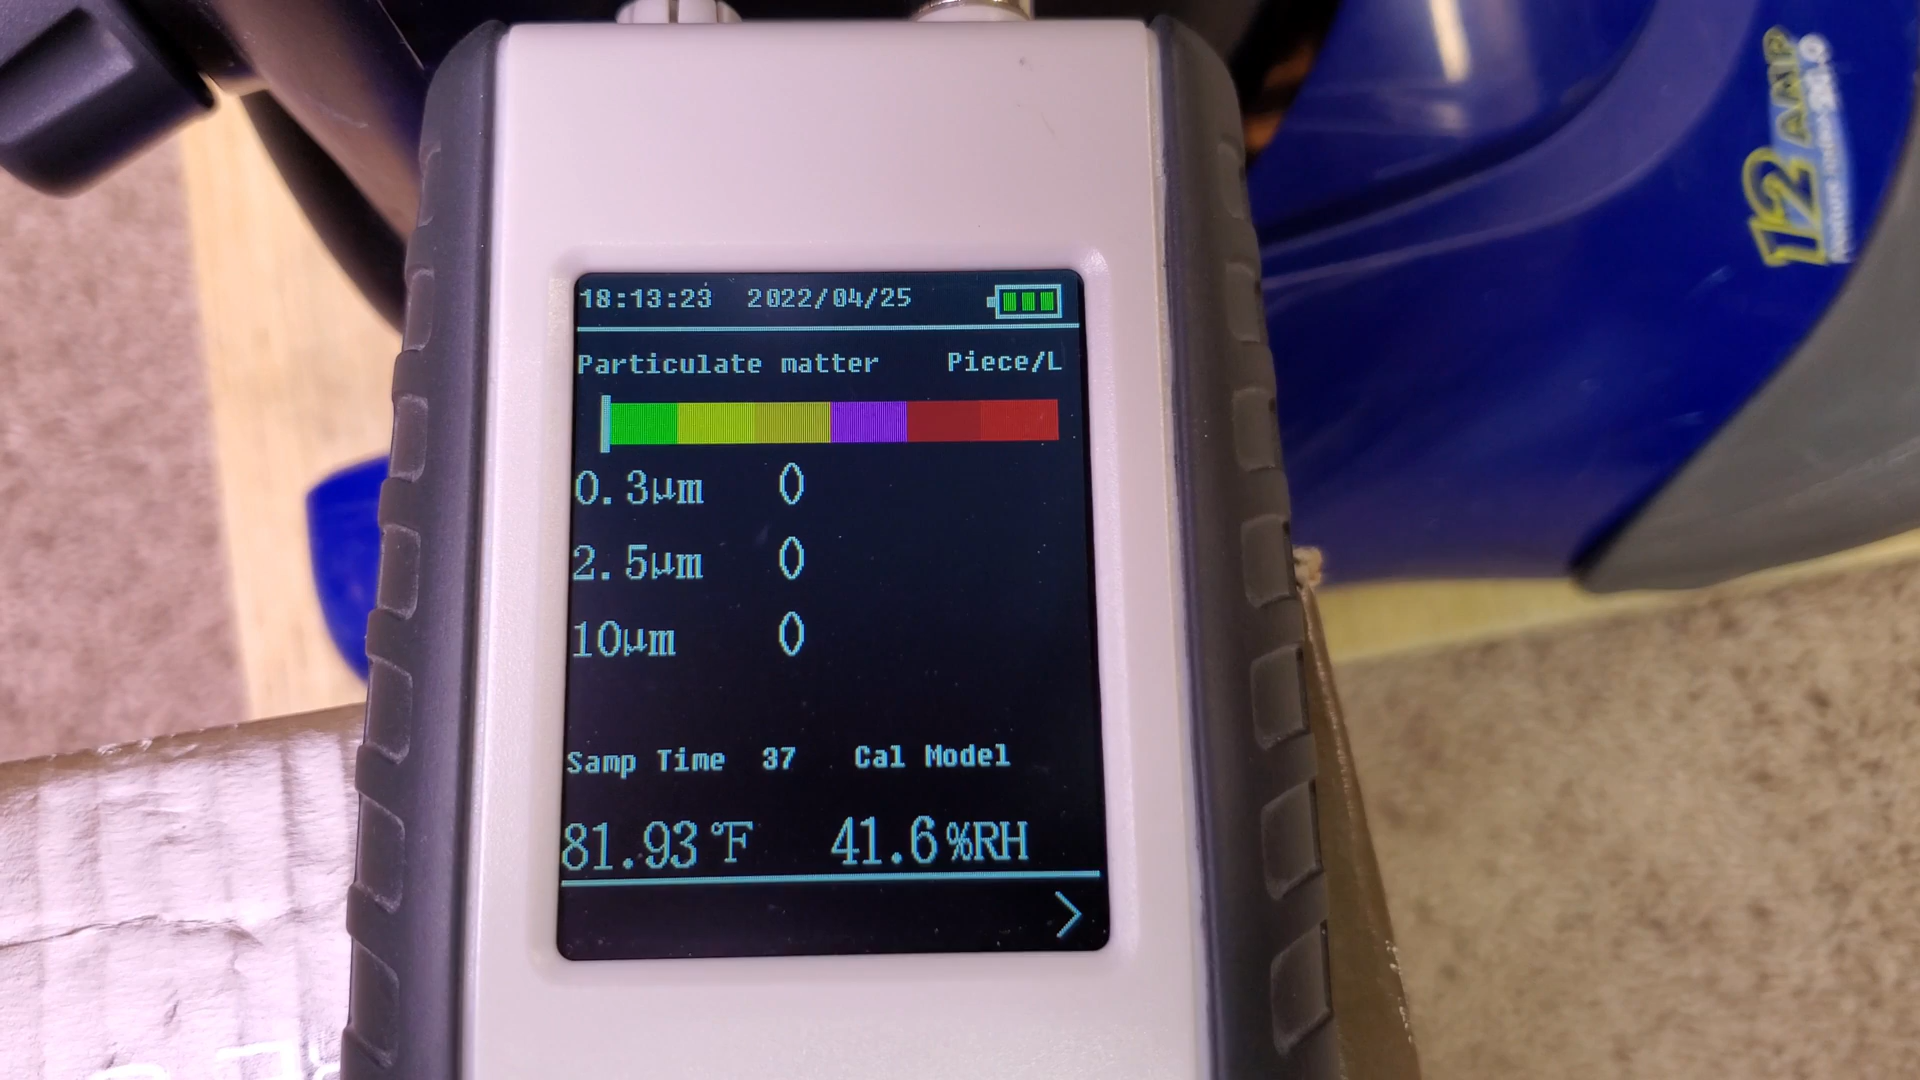 18:13:23 2022/04/25
Particulate matter Piece/L
0.3µm 0
2.5µm 0
10µm 0
Samp Time 37 Cal Model
81.93℉ 41.6%RH
>
12 AMP